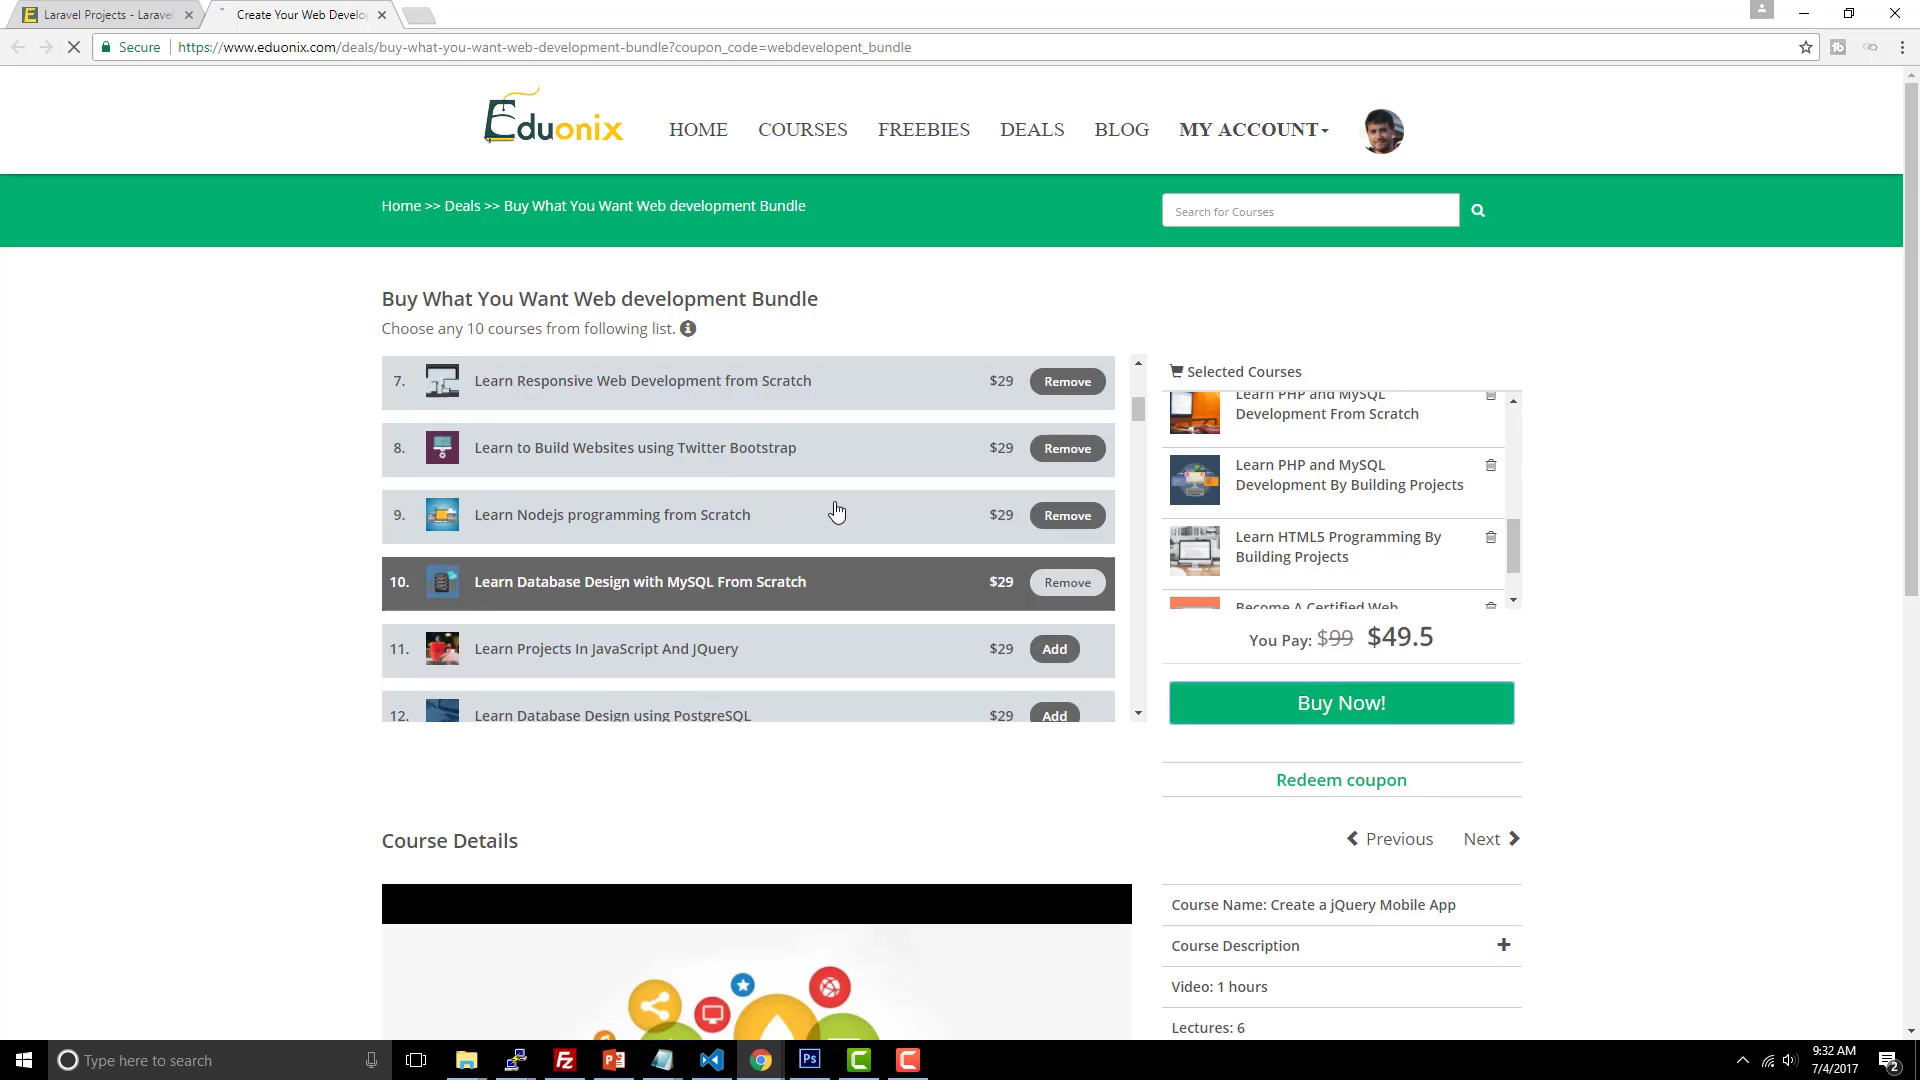 Laravel Projects - Larave
Create Your Web Develo
Secure
https://www.eduonix.com/deals/buy-what-you-want-web-development-bundle?coupon_code=webdevelopent_bundle
Eduonix
HOME
COURSES
FREEBIES
DEALS
BLOG
MY ACCOUNT
Home >> Deals >> Buy What You Want Web development Bundle
Search for Courses
Buy What You Want Web development Bundle
Choose any 10 courses from following list.
7. Learn Responsive Web Development from Scratch $29 Remove
8. Learn to Build Websites using Twitter Bootstrap $29 Remove
9. Learn Nodejs programming from Scratch $29 Remove
10. Learn Database Design with MySQL From Scratch $29 Remove
11. Learn Projects In JavaScript And JQuery $29 Add
12. Learn Database Design using PostgreSQL $29 Add
Selected Courses
Learn PHP and MySQL
Development From Scratch
Learn PHP and MySQL
Development By Building Projects
Learn HTML5 Programming By
Building Projects
Become A Certified Web
You Pay: $99 $49.5
Buy Now!
Redeem coupon
Course Details
Previous
Next
Course Name: Create a jQuery Mobile App
Course Description
Video: 1 hours
Lectures: 6
Type here to search
9:32 AM
7/4/2017
2